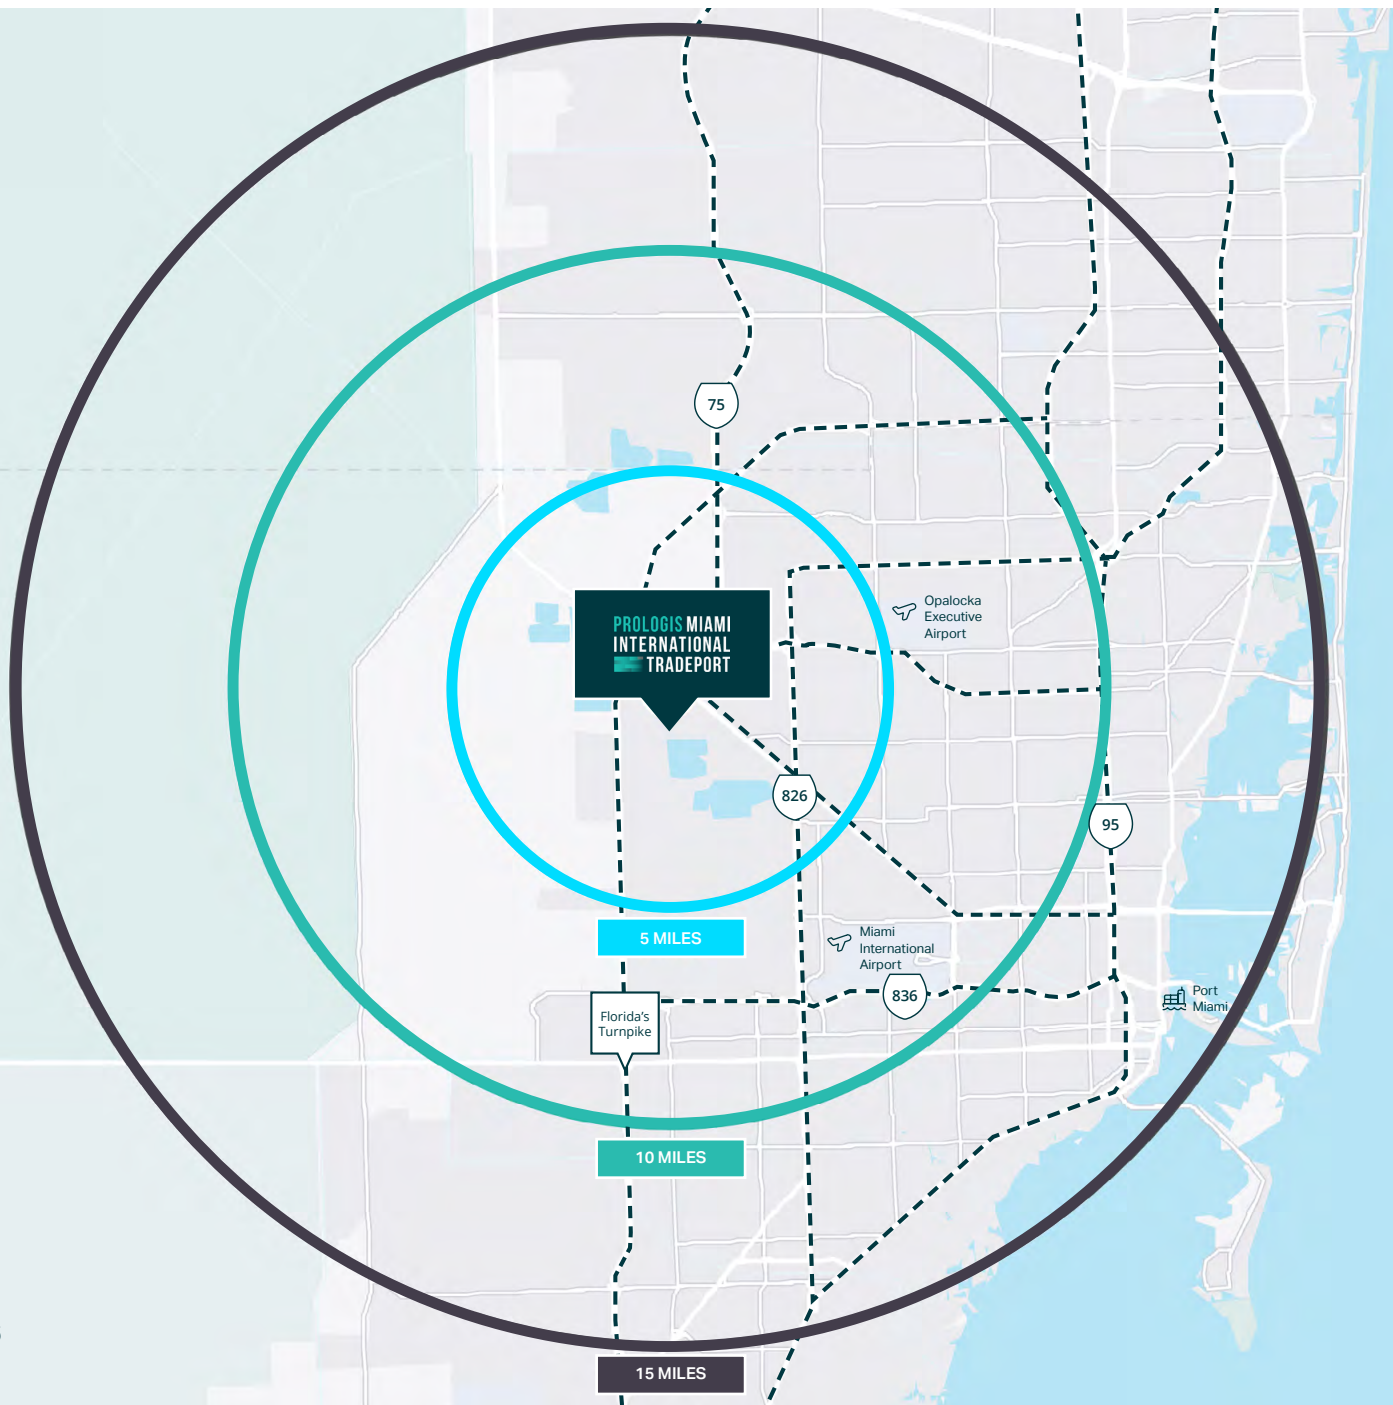 75
Opalocka
Executive
Airport
PROLOGIS MIAMI
INTERNATIONAL
TRADEPORT
826
95
5 MILES
Miami
International
Airport
836
Port
Miami
Florida's
Turnpike
10 MILES
15 MILES